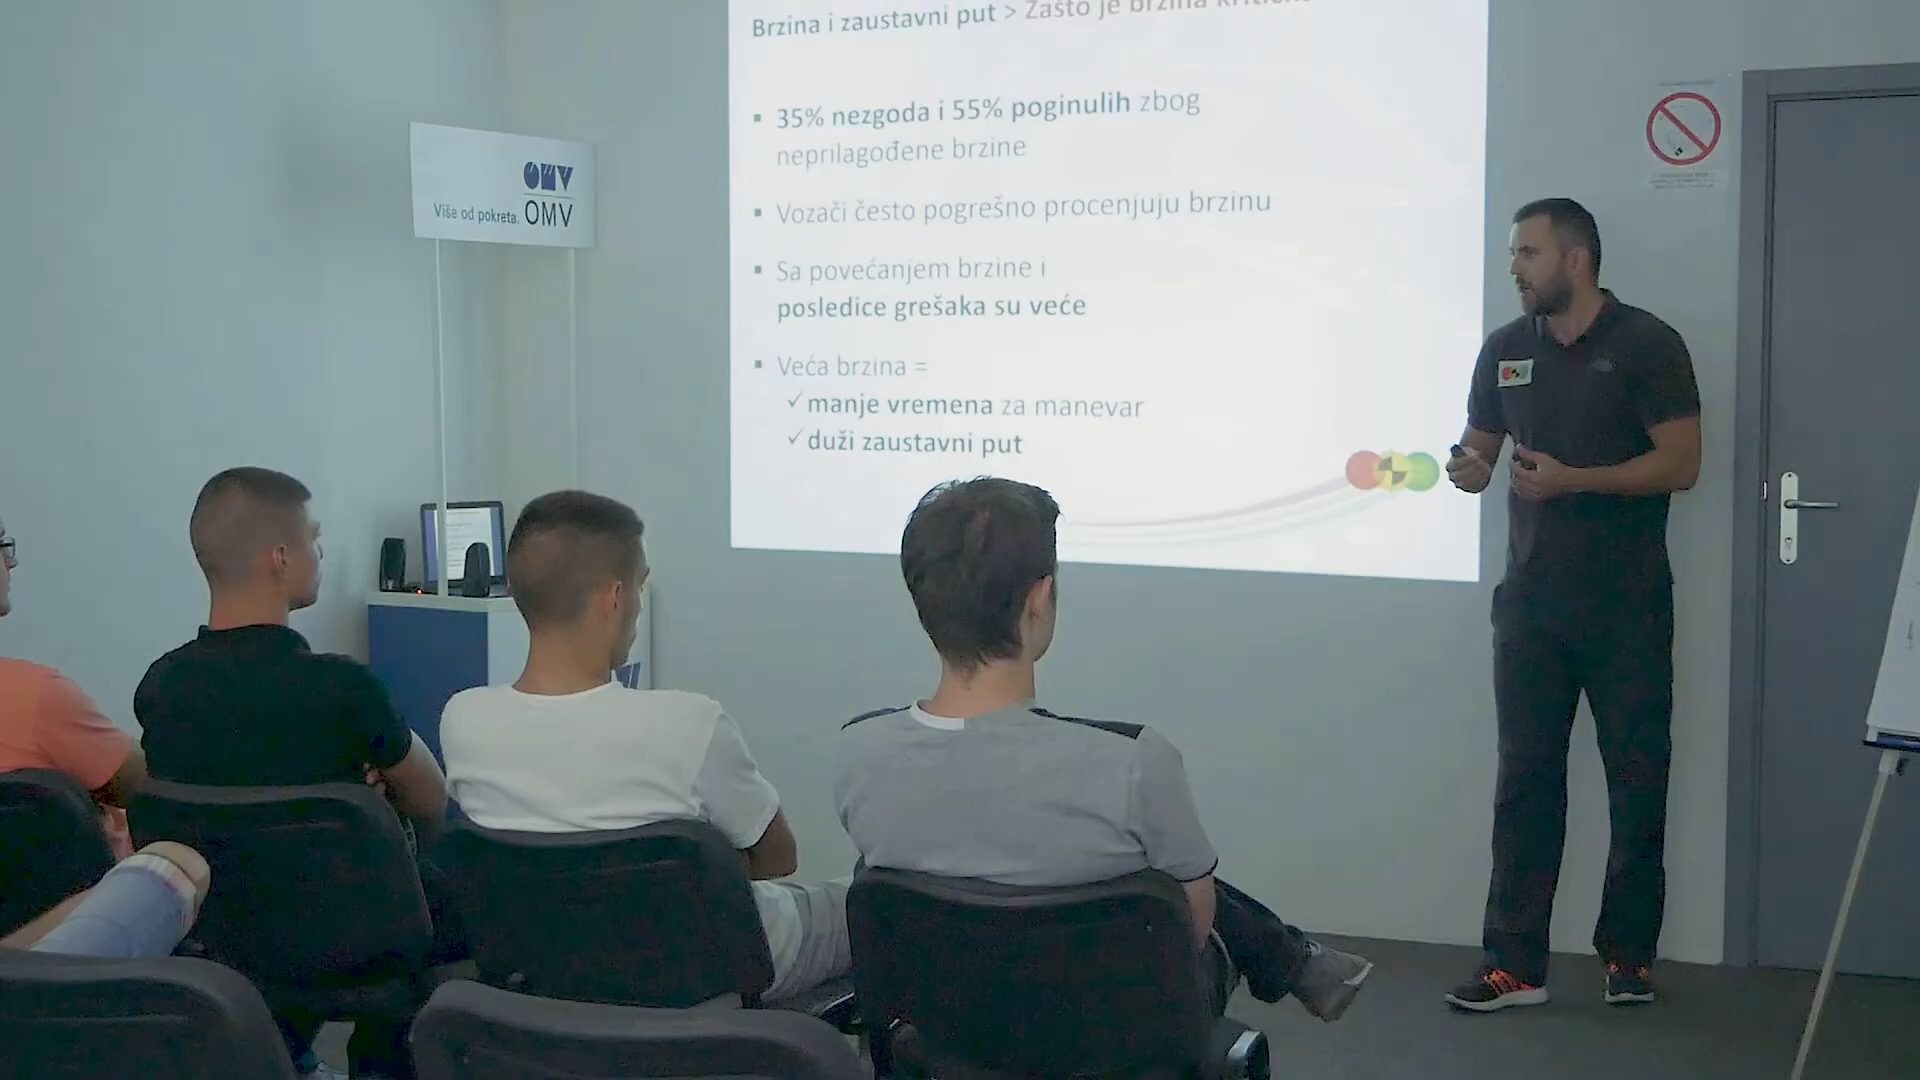 Brzina i zaustavni put > Zašto je brzina
35% nezgoda i 55% poginulih zbog
neprilagođene brzine
Vozači često pogrešno procenjuju brzinu
Sa povećanjem brzine i
posledice grešaka su veće
Veća brzina =
✓manje vremena za manevar
✓duži zaustavni put
OMV
Više od pokreta. OMV